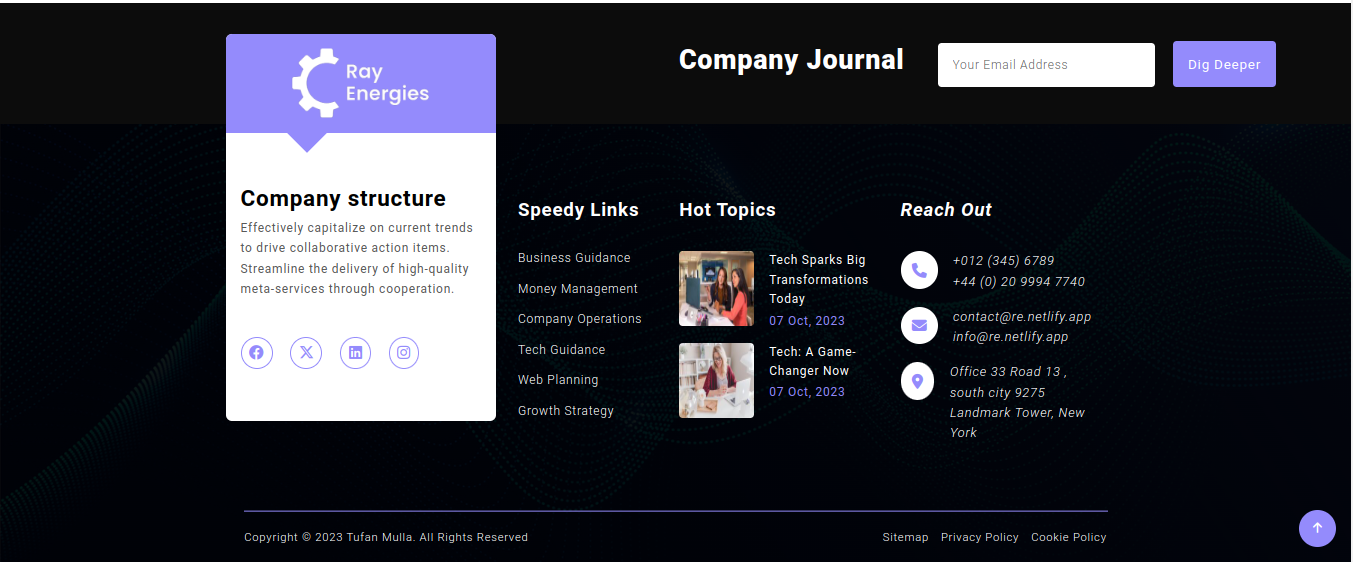 Ray
Energies
Company Journal
Your Email Address
Dig Deeper
Company structure
Effectively capitalize on current trends
to drive collaborative action items.
Streamline the delivery of high-quality
meta-services through cooperation.
Speedy Links
Business Guidance
Money Management
Company Operations
Tech Guidance
Web Planning
Growth Strategy
Hot Topics
Tech Sparks Big
Transformations
Today
07 Oct, 2023
Tech: A Game-
Changer Now
07 Oct, 2023
Reach Out
+012 (345) 6789
+44 (0) 20 9994 7740
contact@re.netlify.app
info@re.netlify.app
Office 33 Road 13 ,
south city 9275
Landmark Tower, New
York
Copyright © 2023 Tufan Mulla. All Rights Reserved
Sitemap Privacy Policy Cookie Policy